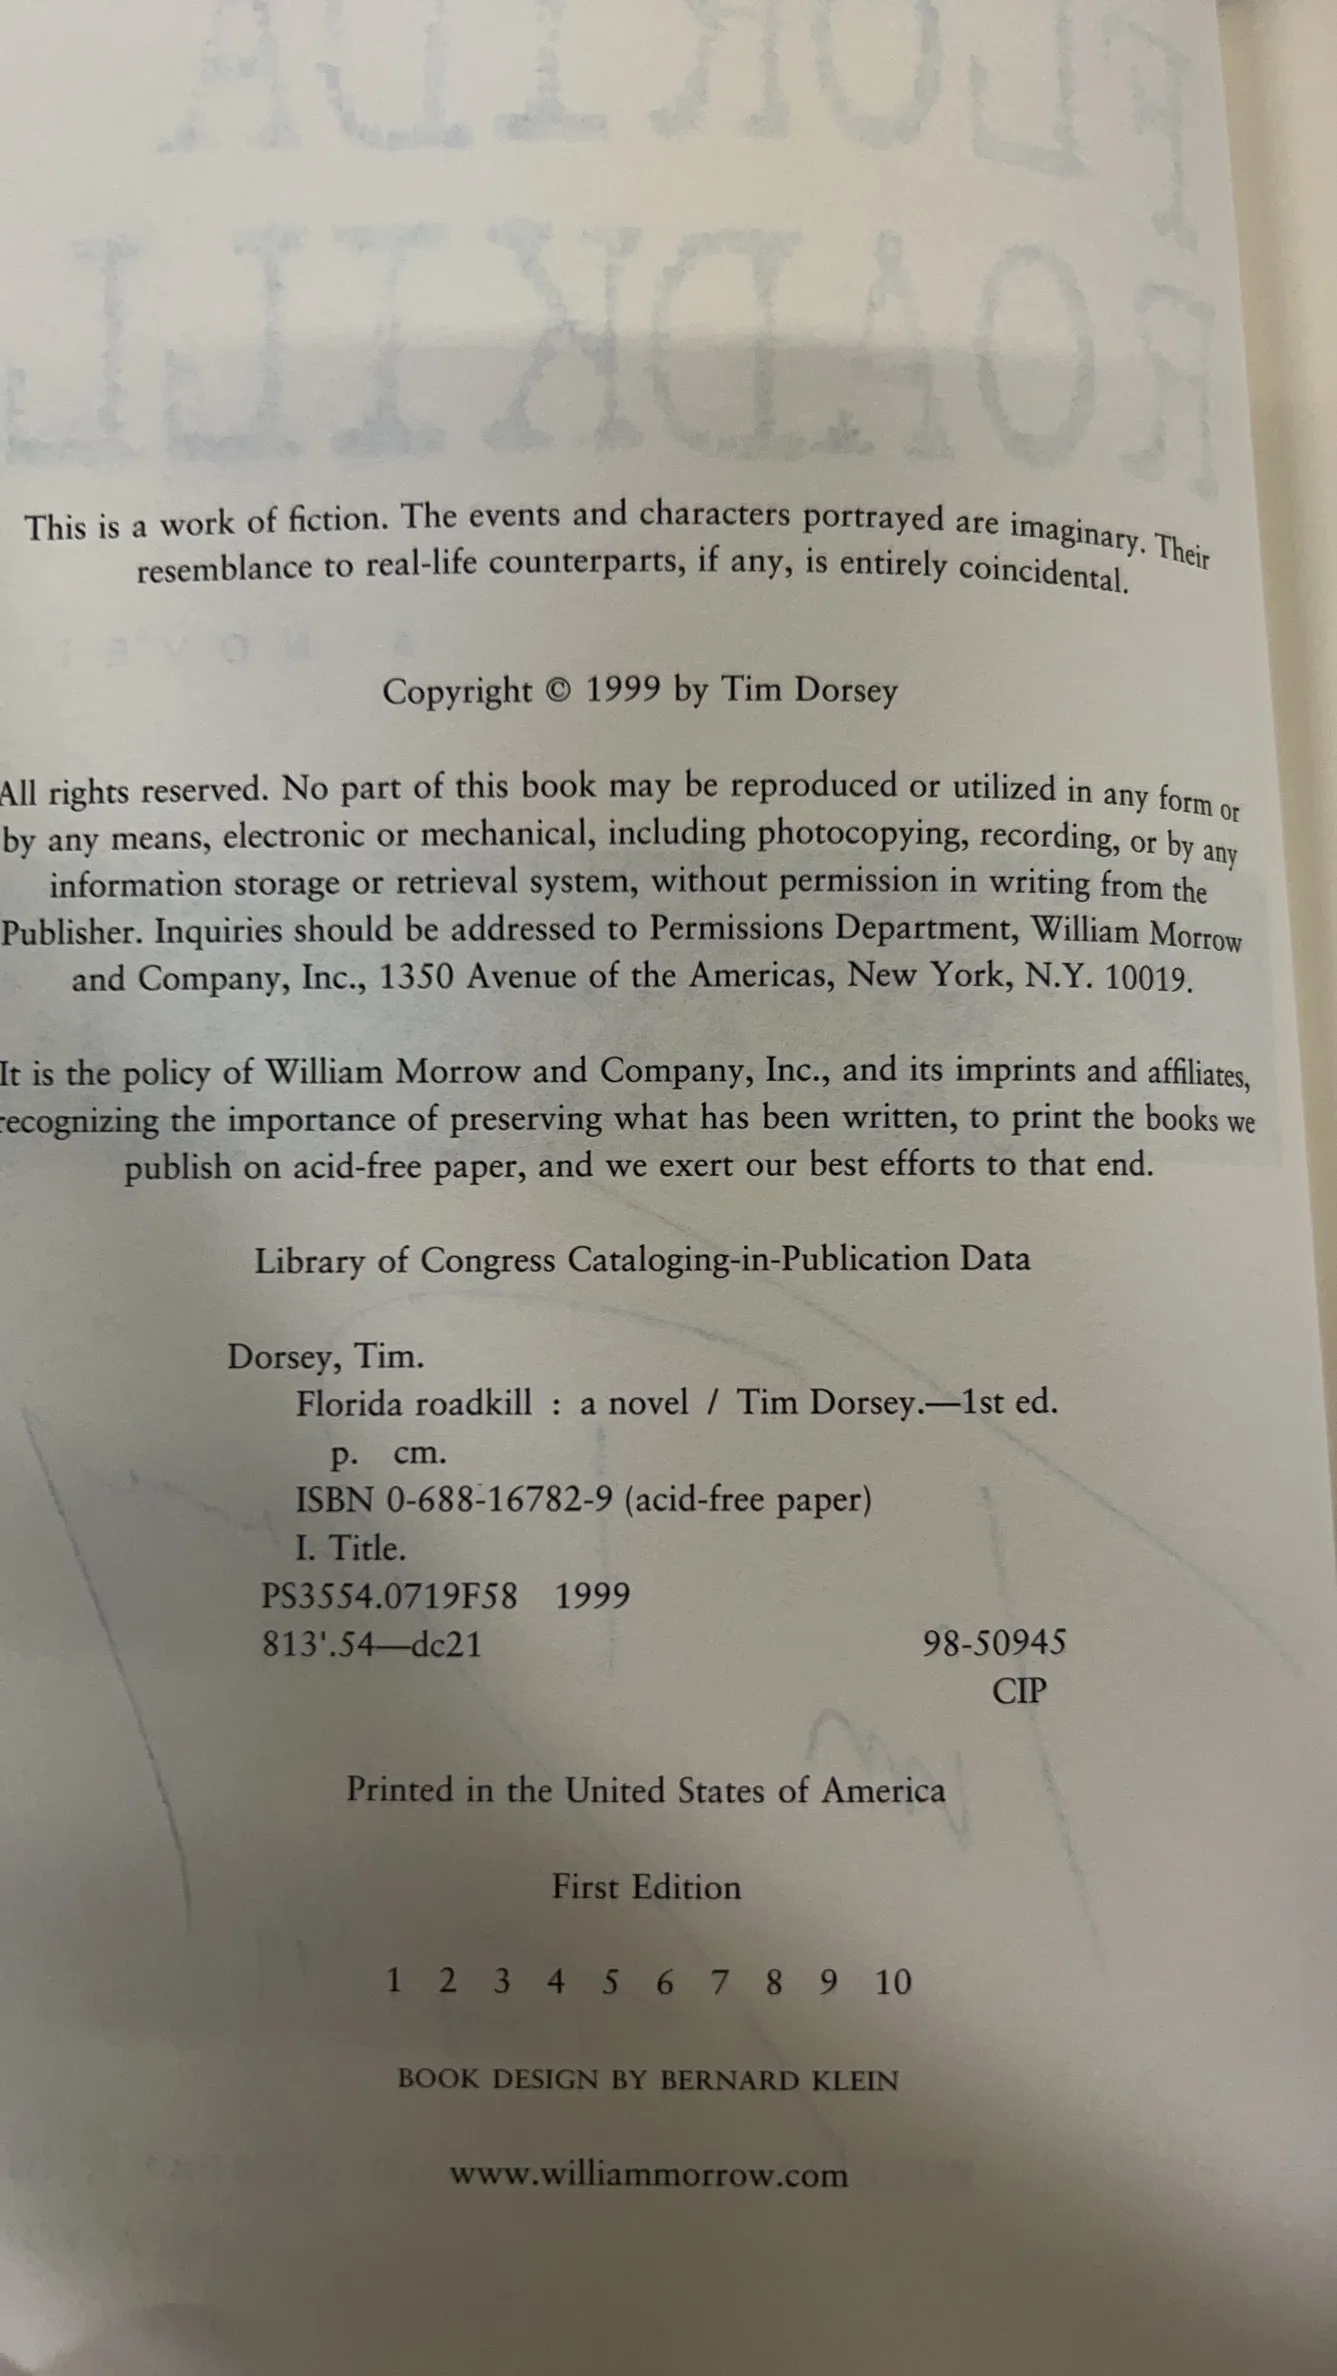 This is a work of fiction. The events and characters portrayed are imaginary. Their
resemblance to real-life counterparts, if any, is entirely coincidental.
Copyright © 1999 by Tim Dorsey
All rights reserved. No part of this book may be reproduced or utilized in any form or
by any means, electronic or mechanical, including photocopying, recording, or by any
information storage or retrieval system, without permission in writing from the
Publisher. Inquiries should be addressed to Permissions Department, William Morrow
and Company, Inc., 1350 Avenue of the Americas, New York, N.Y. 10019.
It is the policy of William Morrow and Company, Inc., and its imprints and affiliates,
recognizing the importance of preserving what has been written, to print the books we
publish on acid-free paper, and we exert our best efforts to that end.
Library of Congress Cataloging-in-Publication Data
Dorsey, Tim.
Florida roadkill : a novel / Tim Dorsey.—1st ed.
p. cm.
ISBN 0-688-16782-9 (acid-free paper)
I. Title.
PS3554.0719F58 1999
813'.54—dc21 98-50945
CIP
Printed in the United States of America
First Edition
1 2 3 4 5 6 7 8 9 10
BOOK DESIGN BY BERNARD KLEIN
www.williammorrow.com